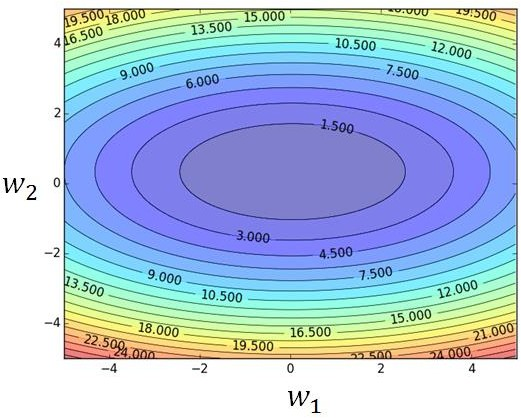 19.500 18.000 15.000 18.000 19.500
16.500 13.500 10.500 12.000
4
9.000 6.000 7.500
2
1.500
w₂ 0
3.000 4.500
−2
9.000 7.500
13.500 10.500 12.000
−4
18.000 16.500 15.000 21.000
22.500 19.500
24.000 22.500 24.000
−4 −2 0 2 4
w₁